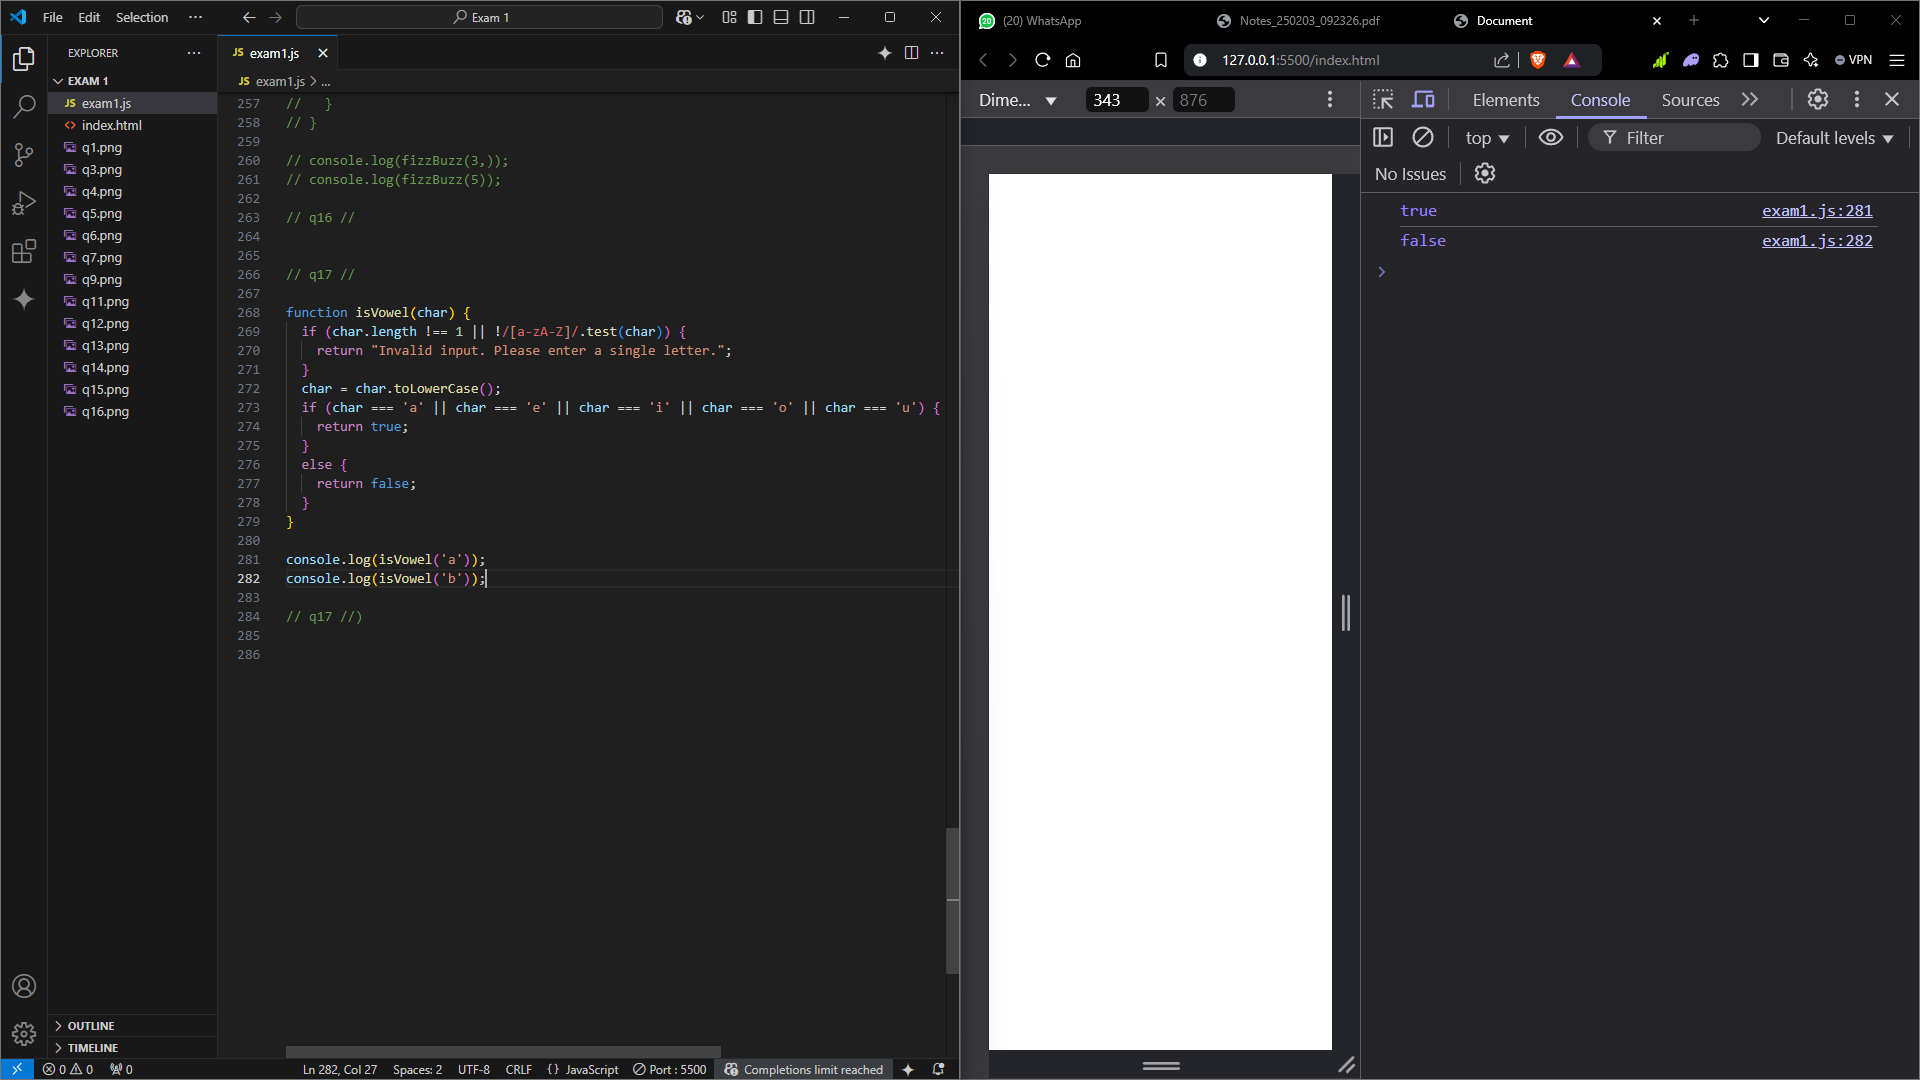 File Edit Selection ···
Exam 1
EXPLORER ···
EXAM 1
JS exam1.js
<> index.html
q1.png
q3.png
q4.png
q5.png
q6.png
q7.png
q9.png
q11.png
q12.png
q13.png
q14.png
q15.png
q16.png
OUTLINE
TIMELINE
JS exam1.js
JS exam1.js > ...
257 //   }
258 // }
259
260 // console.log(fizzBuzz(3,));
261 // console.log(fizzBuzz(5));
262
263 // q16 //
264
265
266 // q17 //
267
268 function isVowel(char) {
269   if (char.length !== 1 || !/[a-zA-Z]/.test(char)) {
270     return "Invalid input. Please enter a single letter.";
271   }
272   char = char.toLowerCase();
273   if (char === 'a' || char === 'e' || char === 'i' || char === 'o' || char === 'u') {
274     return true;
275   }
276   else {
277     return false;
278   }
279 }
280
281 console.log(isVowel('a'));
282 console.log(isVowel('b'));
283
284 // q17 //)
285
286
0 0 0 Ln 282, Col 27 Spaces: 2 UTF-8 CRLF {} JavaScript Port : 5500 Completions limit reached
20 (20) WhatsApp
Notes_250203_092326.pdf
Document
127.0.0.1:5500/index.html
VPN
Dime... 343 × 876
Elements Console Sources
top Filter Default levels
No Issues
true exam1.js:281
false exam1.js:282